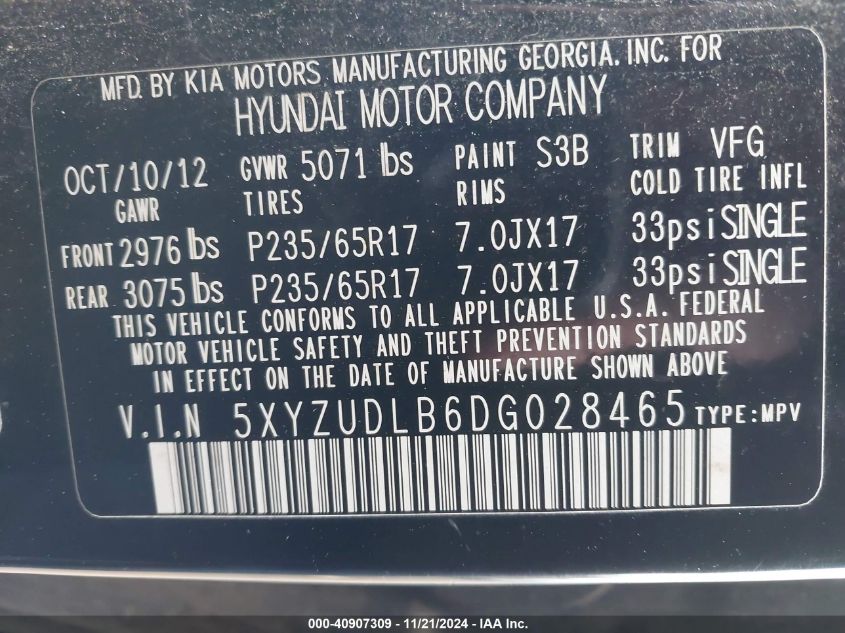 MFD. BY KIA MOTORS MANUFACTURING GEORGIA. INC. FOR
HYUNDAI MOTOR COMPANY
OCT/10/12 GVWR 5071 lbs PAINT S3B TRIM VFG
GAWR TIRES RIMS COLD TIRE INFL
FRONT 2976 lbs P235/65R17 7.0JX17 33psi SINGLE
REAR 3075 lbs P235/65R17 7.0JX17 33psi SINGLE
THIS VEHICLE CONFORMS TO ALL APPLICABLE U.S.A. FEDERAL
MOTOR VEHICLE SAFETY AND THEFT PREVENTION STANDARDS
IN EFFECT ON THE DATE OF MANUFACTURE SHOWN ABOVE
V.I.N 5XYZUDLB6DG028465 TYPE:MPV
000-40907309 - 11/21/2024 - IAA Inc.